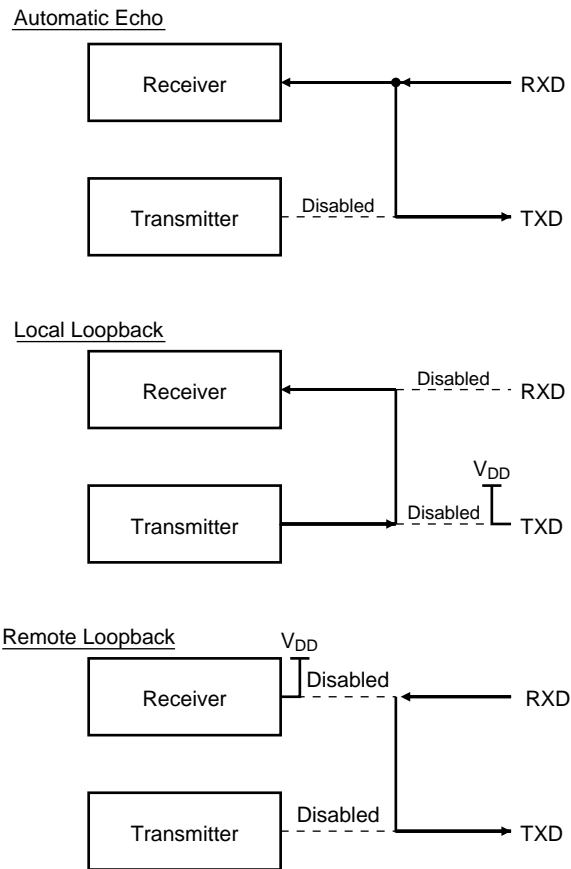 Automatic Echo
Receiver
RXD
Transmitter
Disabled
TXD
Local Loopback
Receiver
Disabled
RXD
VDD
Transmitter
Disabled
TXD
Remote Loopback
VDD
Receiver
Disabled
RXD
Transmitter
Disabled
TXD